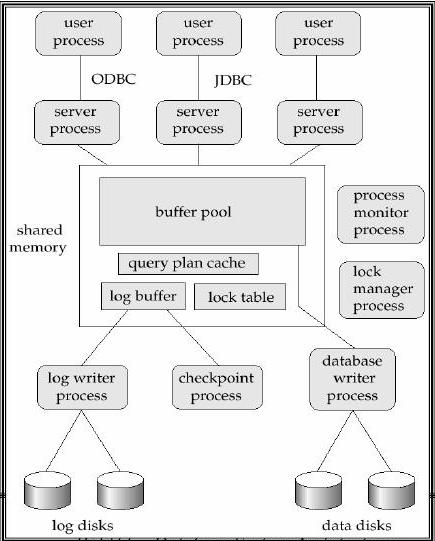 user
process
user
process
user
process
ODBC
JDBC
server
process
server
process
server
process
shared
memory
buffer pool
query plan cache
log buffer
lock table
process
monitor
process
lock
manager
process
log writer
process
checkpoint
process
database
writer
process
log disks
data disks